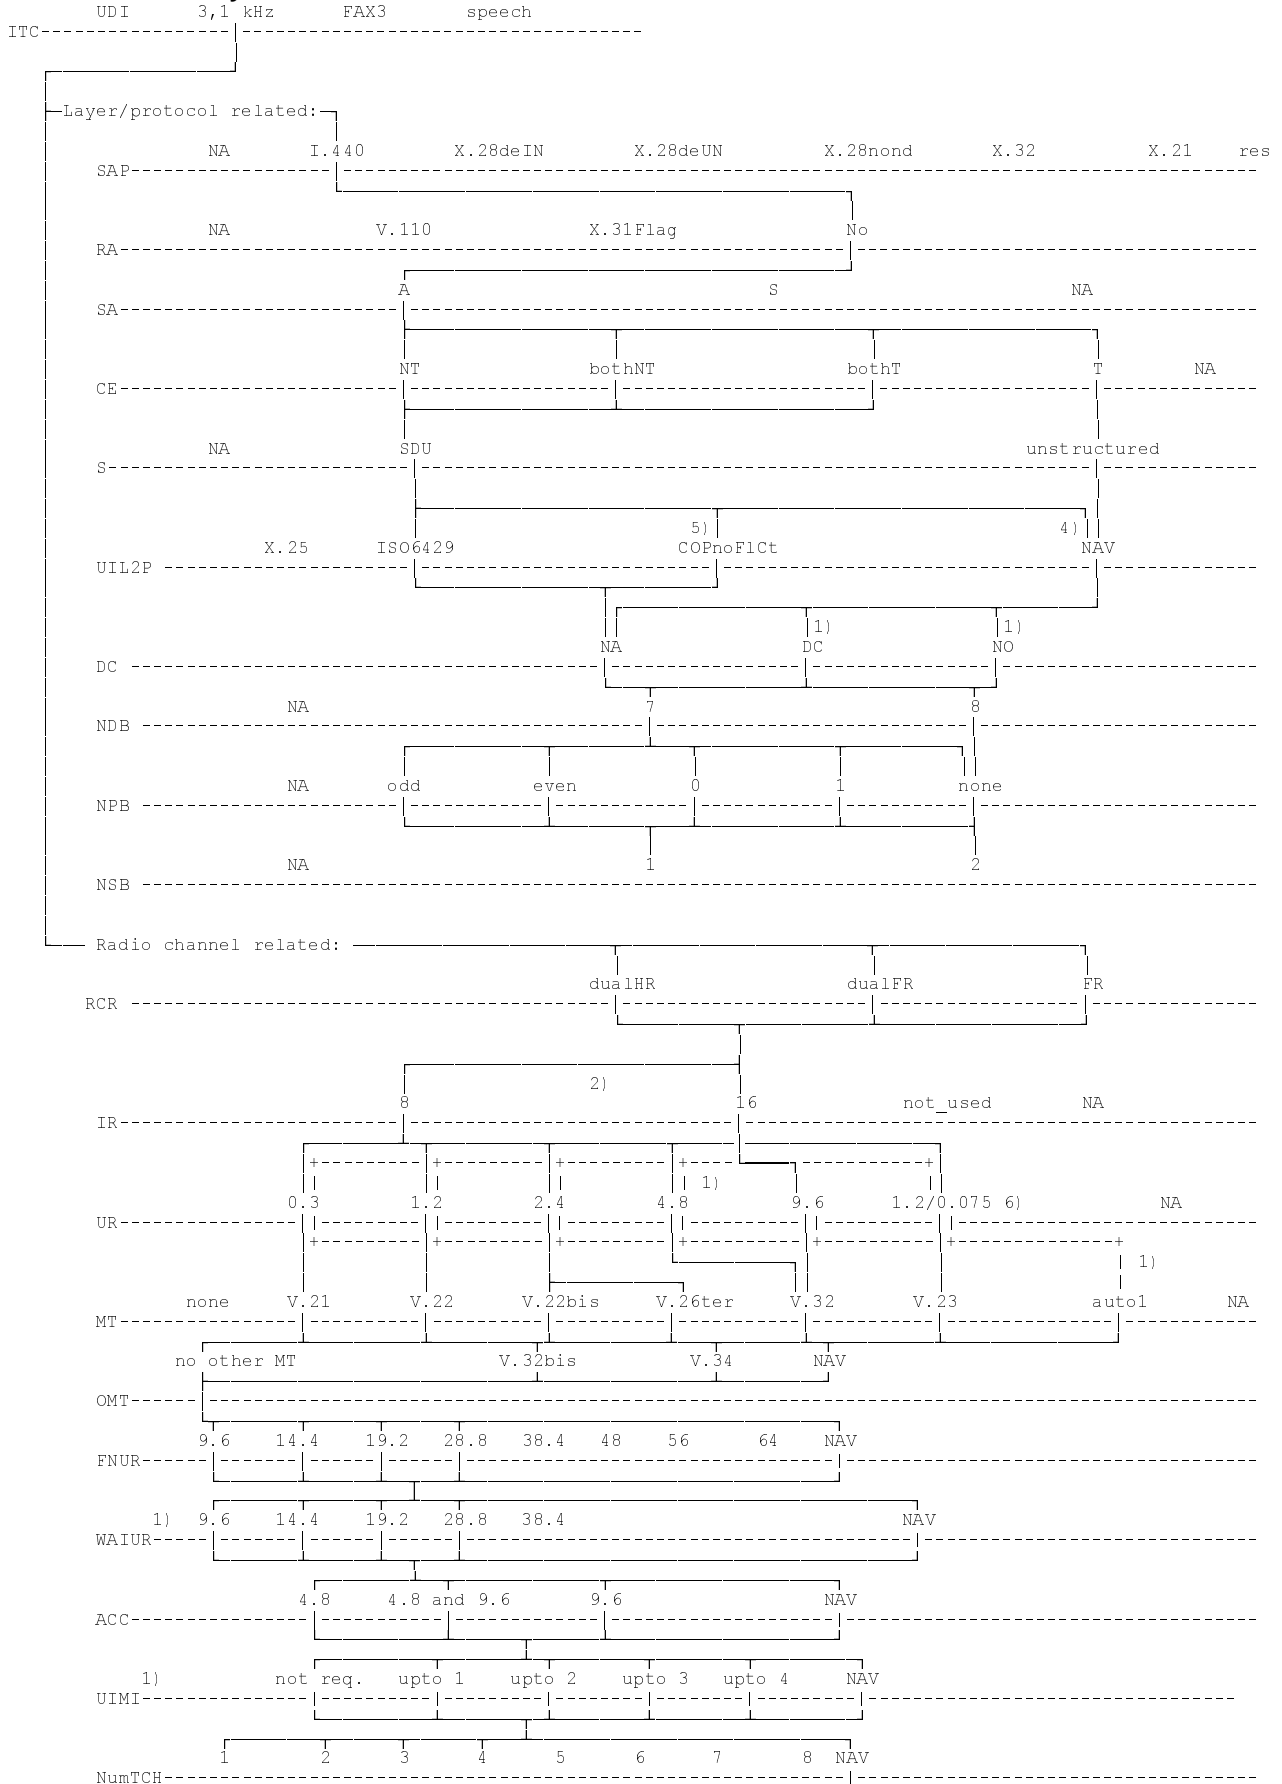 UDI 3,1 kHz FAX3 speech
ITC
Layer/protocol related:
NA I.440 X.28deIN X.28deUN X.28nond X.32 X.21 res
SAP
NA V.110 X.31Flag No
RA
A S NA
SA
NT bothNT bothT T NA
CE
NA SDU unstructured
S
5) 4)
X.25 ISO6429 COPnoFlCt NAV
UIL2P
1) 1)
NA DC NO
DC
NA 7 8
NDB
NA odd even 0 1 none
NPB
NA 1 2
NSB
Radio channel related:
dualHR dualFR FR
RCR
2)
8 16 not_used NA
IR
1)
0.3 1.2 2.4 4.8 9.6 1.2/0.075 6) NA
UR
1)
none V.21 V.22 V.22bis V.26ter V.32 V.23 auto1 NA
MT
no other MT V.32bis V.34 NAV
OMT
9.6 14.4 19.2 28.8 38.4 48 56 64 NAV
FNUR
1) 9.6 14.4 19.2 28.8 38.4 NAV
WAIUR
4.8 4.8 and 9.6 9.6 NAV
ACC
1) not req. upto 1 upto 2 upto 3 upto 4 NAV
UIMI
1 2 3 4 5 6 7 8 NAV
NumTCH